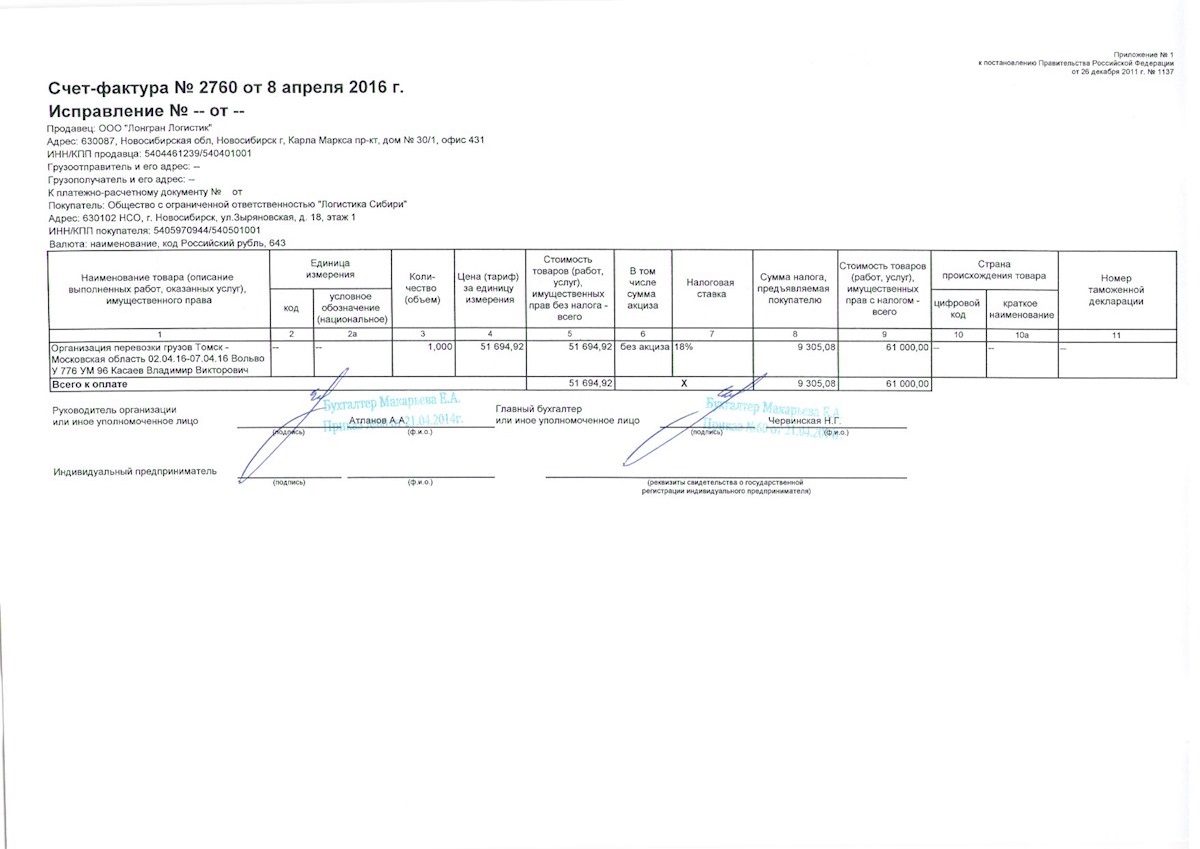 Приложение № 1
к постановлению Правительства Российской Федерации
от 26 декабря 2011 г. № 1137
Счет-фактура № 2760 от 8 апреля 2016 г.
Исправление № -- от --
Продавец: ООО "Лонгран Логистик"
Адрес: 630087, Новосибирская обл, Новосибирск г, Карла Маркса пр-кт, дом № 30/1, офис 431
ИНН/КПП продавца: 5404461239/540401001
Грузоотправитель и его адрес: --
Грузополучатель и его адрес: --
К платежно-расчетному документу № от
Покупатель: Общество с ограниченной ответственностью "Логистика Сибири"
Адрес: 630102 НСО, г. Новосибирск, ул.Зыряновская, д. 18, этаж 1
ИНН/КПП покупателя: 5405970944/540501001
Валюта: наименование, код Российский рубль, 643
Наименование товара (описание
выполненных работ, оказанных услуг),
имущественного права
Единица
измерения
код
условное
обозначение
(национальное)
Коли-
чество
(объем)
Цена (тариф)
за единицу
измерения
Стоимость
товаров (работ,
услуг),
имущественных
прав без налога -
всего
В том
числе
сумма
акциза
Налоговая
ставка
Сумма налога,
предъявляемая
покупателю
Стоимость товаров
(работ, услуг),
имущественных
прав с налогом -
всего
Страна
происхождения товара
цифровой
код
краткое
наименование
Номер
таможенной
декларации
1 2 2а 3 4 5 6 7 8 9 10 10а 11
Организация перевозки грузов Томск -
Московская область 02.04.16-07.04.16 Вольво
У 776 УМ 96 Касаев Владимир Викторович
-- -- 1,000 51 694,92 51 694,92 без акциза 18% 9 305,08 61 000,00 -- -- --
Всего к оплате 51 694,92 Х 9 305,08 61 000,00
Руководитель организации
или иное уполномоченное лицо
Бухгалтер Макарьева Е.А.
Приказ 21.04.2014г.
Атланов А.А.
(подпись) (ф.и.о.)
Главный бухгалтер
или иное уполномоченное лицо
Бухгалтер Макарьева Е.А.
Приказ №60 от 21.04.
Червинская Н.Г.
(подпись) (ф.и.о.)
Индивидуальный предприниматель
(подпись) (ф.и.о.)
(реквизиты свидетельства о государственной
регистрации индивидуального предпринимателя)